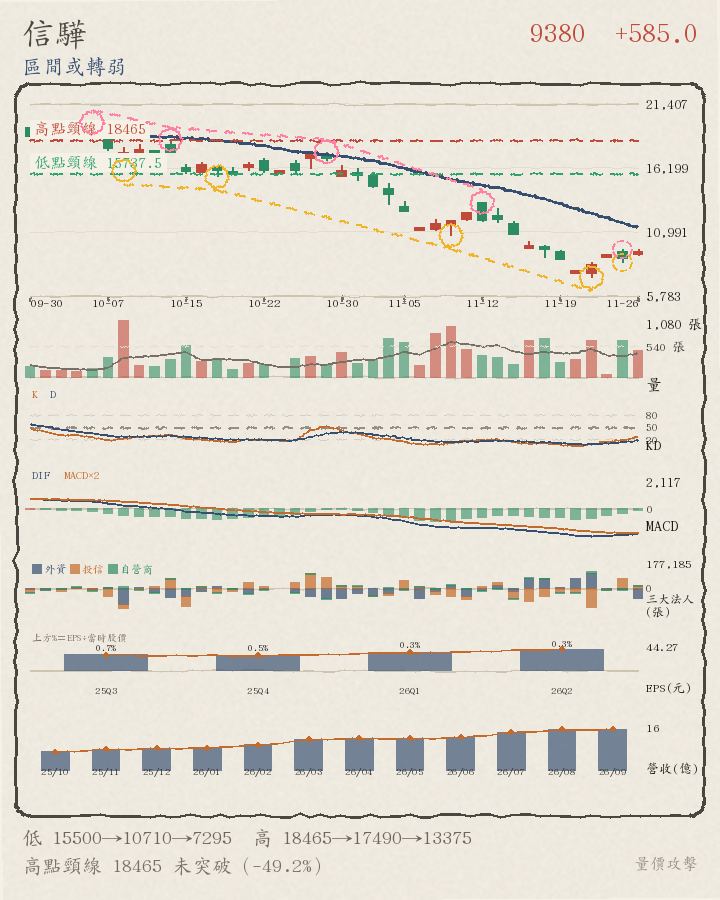 信驊
9380 +585.0
區間或轉弱
21,407
高點頸線 18465
低點頸線 15737.5
16,199
10,991
5,783
09-30 10-07 10-15 10-22 10-30 11-05 11-12 11-19 11-26
1,080 張
540 張
量
K D
80
50
20
KD
DIF MACD×2
2,117
0
MACD
外資 投信 自營商
177,185
0
三大法人
(張)
上方%=EPS÷當時股價
0.7% 0.5% 0.3% 0.3%
44.27
25Q3 25Q4 26Q1 26Q2
EPS(元)
16
25/10 25/11 25/12 26/01 26/02 26/03 26/04 26/05 26/06 26/07 26/08 26/09
營收(億)
低 15500→10710→7295 高 18465→17490→13375
高點頸線 18465 未突破 (-49.2%)
量價攻擊